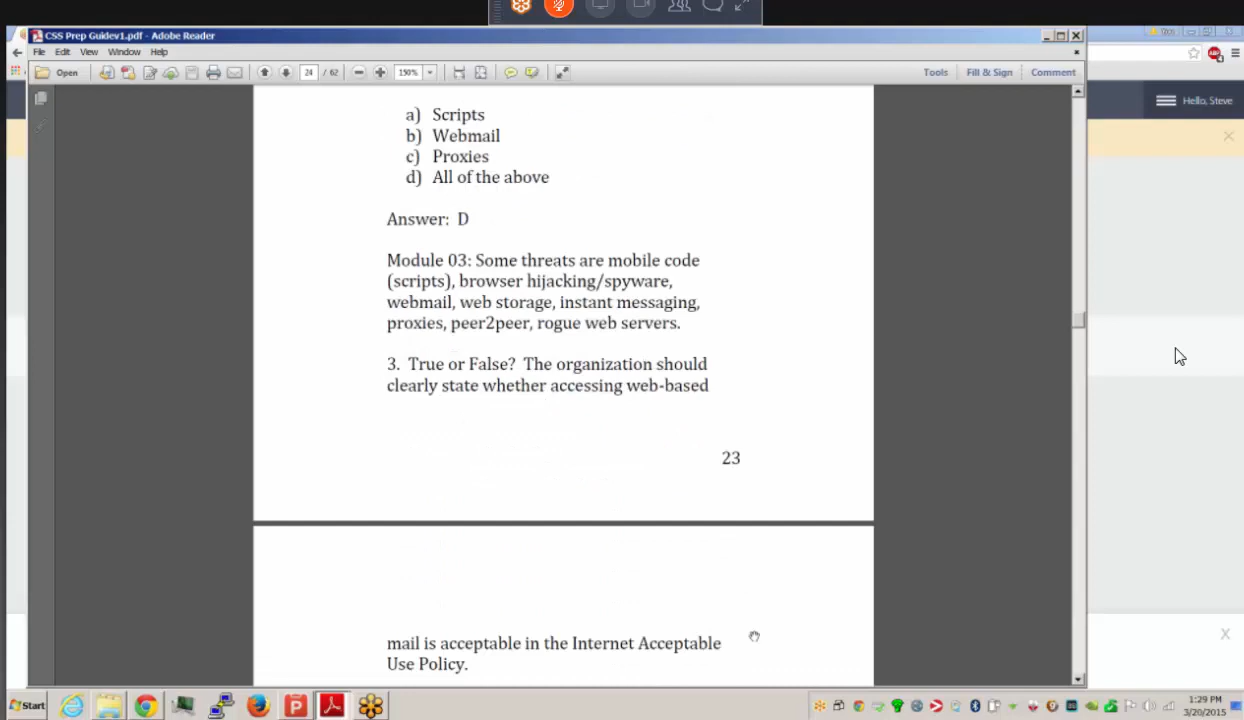 CSS Prep Guidev1.pdf - Adobe Reader
File Edit View Window Help
Open 24 / 62 150% Tools Fill & Sign Comment
Hello, Steve
a) Scripts
b) Webmail
c) Proxies
d) All of the above
Answer: D
Module 03: Some threats are mobile code
(scripts), browser hijacking/spyware,
webmail, web storage, instant messaging,
proxies, peer2peer, rogue web servers.
3. True or False? The organization should
clearly state whether accessing web-based
23
mail is acceptable in the Internet Acceptable
Use Policy.
Start
1:29 PM
3/20/2015